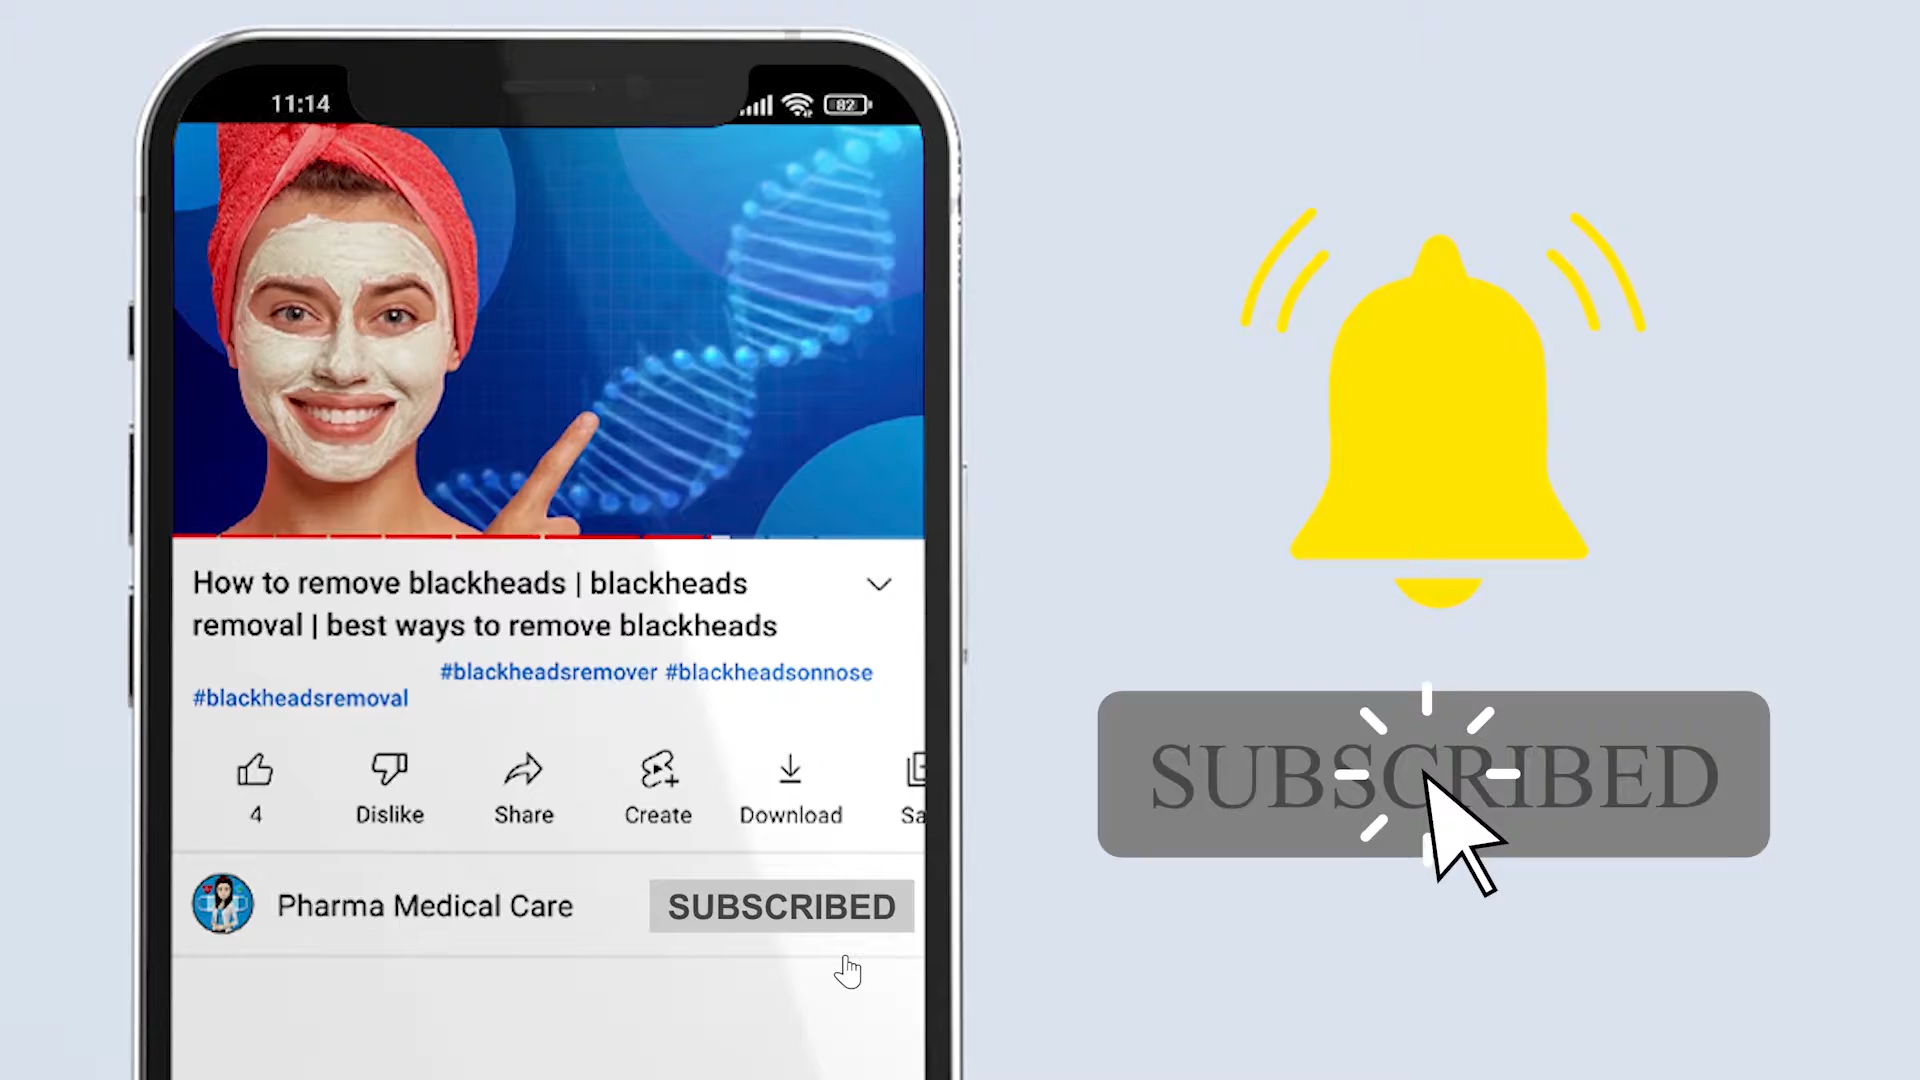 11:14
82
How to remove blackheads | blackheads
removal | best ways to remove blackheads
#blackheadsremover #blackheadsonnose
#blackheadsremoval
4
Dislike
Share
Create
Download
Sa
Pharma Medical Care
SUBSCRIBED
SUBSCRIBED